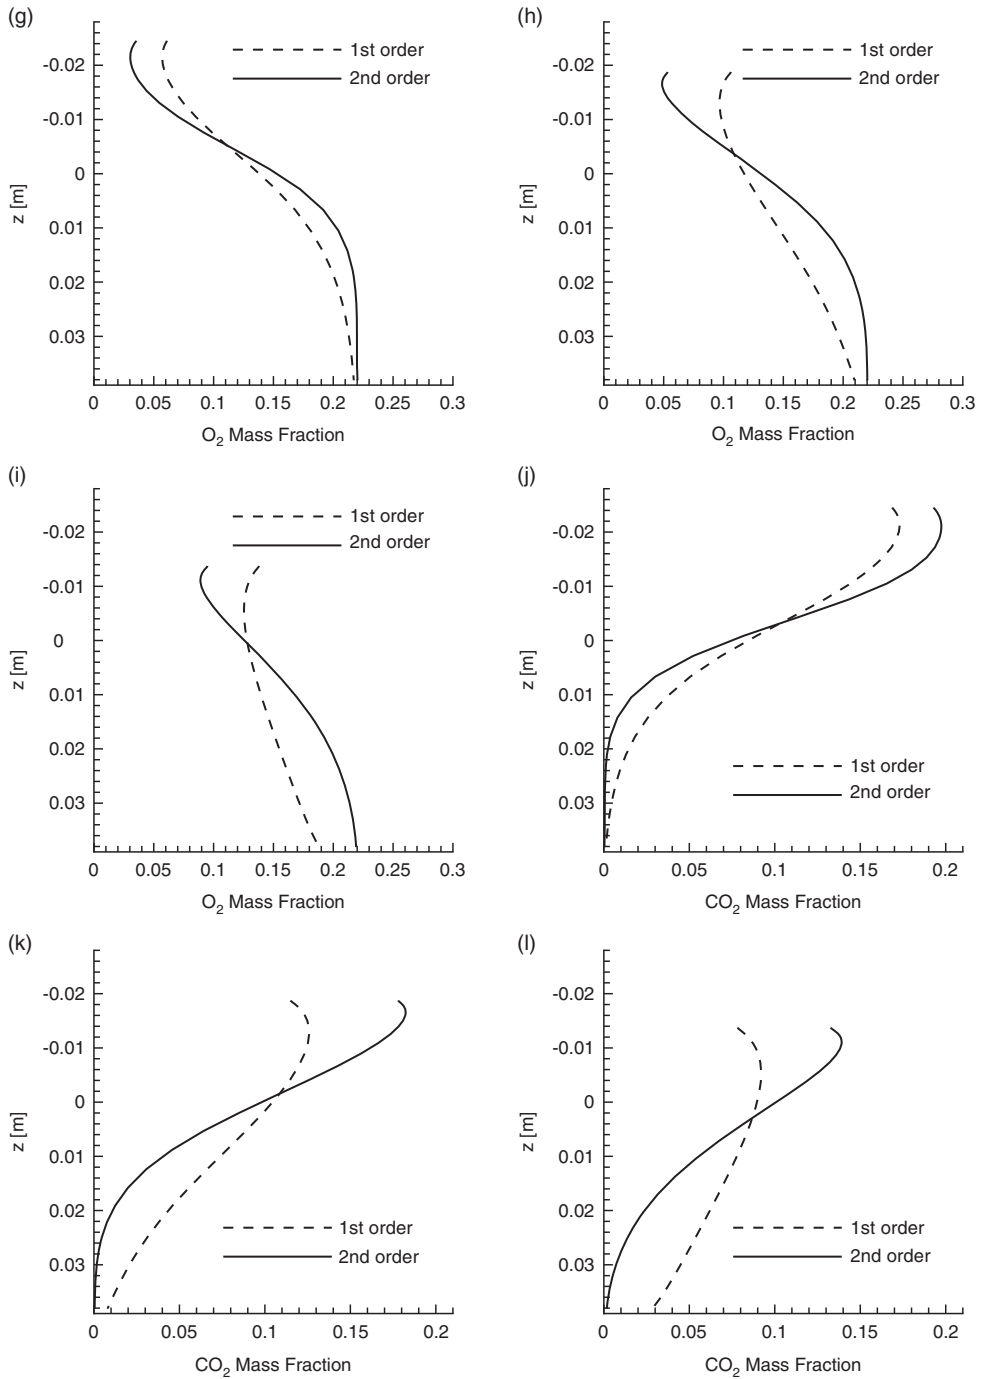 (g)
-0.02
-0.01
0
0.01
0.02
0.03
z [m]
1st order
2nd order
0 0.05 0.1 0.15 0.2 0.25 0.3
O2 Mass Fraction
(h)
-0.02
-0.01
0
0.01
0.02
0.03
z [m]
1st order
2nd order
0 0.05 0.1 0.15 0.2 0.25 0.3
O2 Mass Fraction
(i)
-0.02
-0.01
0
0.01
0.02
0.03
z [m]
1st order
2nd order
0 0.05 0.1 0.15 0.2 0.25 0.3
O2 Mass Fraction
(j)
-0.02
-0.01
0
0.01
0.02
0.03
z [m]
1st order
2nd order
0 0.05 0.1 0.15 0.2
CO2 Mass Fraction
(k)
-0.02
-0.01
0
0.01
0.02
0.03
z [m]
1st order
2nd order
0 0.05 0.1 0.15 0.2
CO2 Mass Fraction
(l)
-0.02
-0.01
0
0.01
0.02
0.03
z [m]
1st order
2nd order
0 0.05 0.1 0.15 0.2
CO2 Mass Fraction